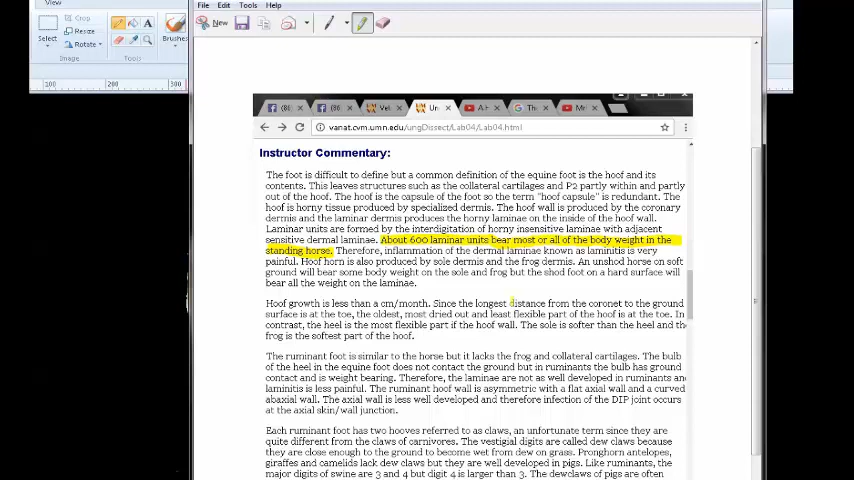 View
File Edit Tools Help
Crop
New
Select
Resize
Rotate
Brushes
Image
Tools
100 200 300
vanat.cvm.umn.edu/ungDissect/Lab04/Lab04.html
Instructor Commentary:
The foot is difficult to define but a common definition of the equine foot is the hoof and its
contents. This leaves structures such as the collateral cartilages and P2 partly within and partly
out of the hoof. The hoof is the capsule of the foot so the term "hoof capsule" is redundant. The
hoof is horny tissue produced by specialized dermis. The hoof wall is produced by the coronary
dermis and the laminar dermis produces the horny laminae on the inside of the hoof wall.
Laminar units are formed by the interdigitation of horny insensitive laminae with adjacent
sensitive dermal laminae. About 600 laminar units bear most or all of the body weight in the
standing horse. Therefore, inflammation of the dermal laminae known as laminitis is very
painful. Hoof horn is also produced by sole dermis and the frog dermis. An unshod horse on soft
ground will bear some body weight on the sole and frog but the shod foot on a hard surface will
bear all the weight on the laminae.
Hoof growth is less than a cm/month. Since the longest distance from the coronet to the ground
surface is at the toe, the oldest, most dried out and least flexible part of the hoof is at the toe. In
contrast, the heel is the most flexible part if the hoof wall. The sole is softer than the heel and the
frog is the softest part of the hoof.
The ruminant foot is similar to the horse but it lacks the frog and collateral cartilages. The bulb
of the heel in the equine foot does not contact the ground but in ruminants the bulb has ground
contact and is weight bearing. Therefore, the laminae are not as well developed in ruminants and
laminitis is less painful. The ruminant hoof wall is asymmetric with a flat axial wall and a curved
abaxial wall. The axial wall is less well developed and therefore infection of the DIP joint occurs
at the axial skin/wall junction.
Each ruminant foot has two hooves referred to as claws, an unfortunate term since they are
quite different from the claws of carnivores. The vestigial digits are called dew claws because
they are close enough to the ground to become wet from dew on grass. Pronghorn antelopes,
giraffes and camelids lack dew claws but they are well developed in pigs. Like ruminants, the
major digits of swine are 3 and 4 but digit 4 is larger than 3. The dewclaws of pigs are often